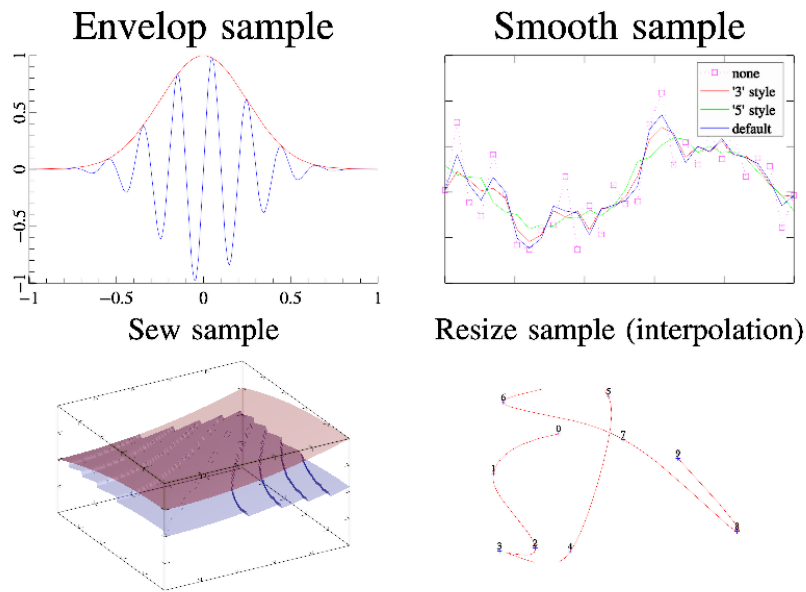 Envelop sample
Smooth sample
1
0.5
0
−0.5
−1
−1
−0.5
0
0.5
1
none
'3' style
'5' style
default
Sew sample
Resize sample (interpolation)
6
5
0
7
9
1
8
3
2
4